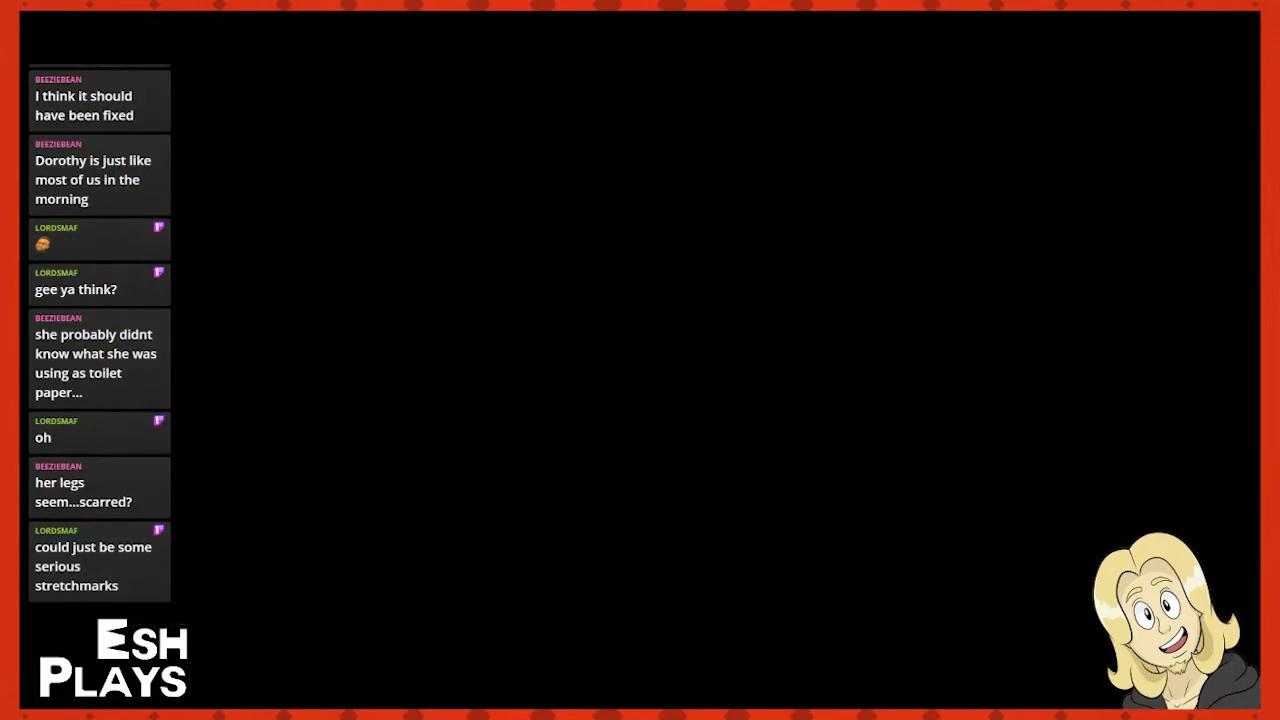 BEEZIEBEAN
I think it should
have been fixed
BEEZIEBEAN
Dorothy is just like
most of us in the
morning
LORDSMAF
LORDSMAF
gee ya think?
BEEZIEBEAN
she probably didnt
know what she was
using as toilet
paper...
LORDSMAF
oh
BEEZIEBEAN
her legs
seem...scarred?
LORDSMAF
could just be some
serious
stretchmarks
ESH
PLAYS